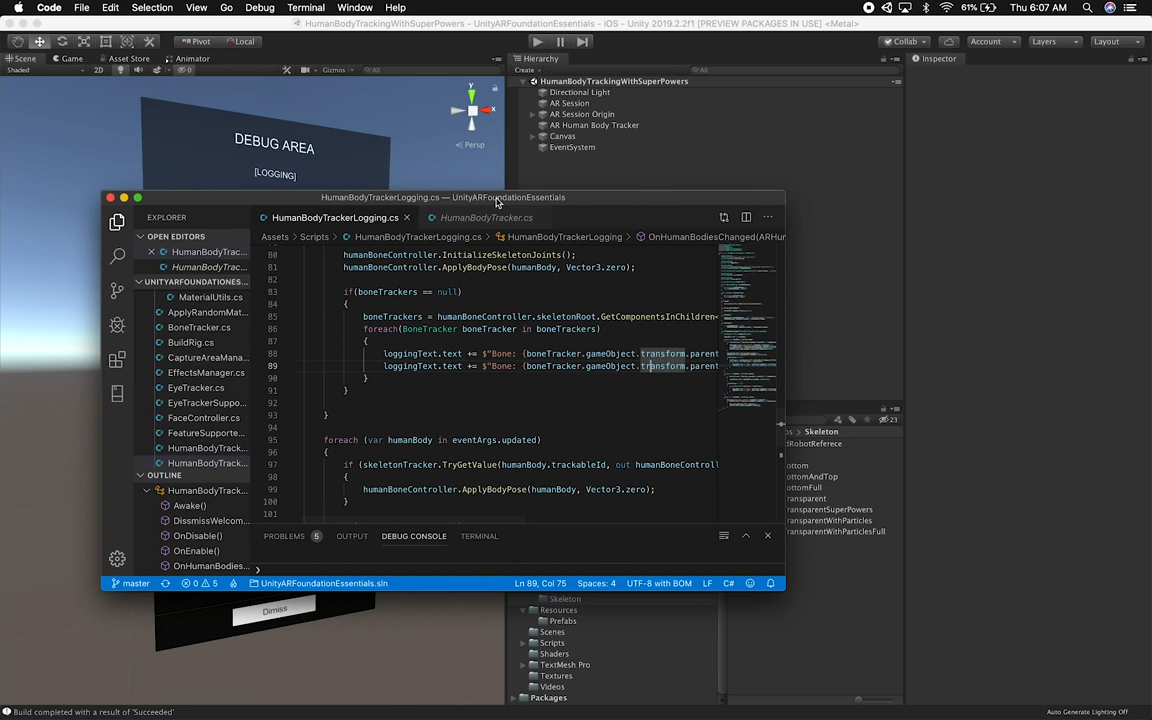 Code File Edit Selection View Go Debug Terminal Window Help
61% Thu 6:07 AM
HumanBodyTrackingWithSuperPowers - UnityARFoundationEssentials - iOS - Unity 2019.2.2f1 [PREVIEW PACKAGES IN USE] <Metal>
Pivot Local
Collab Account Layers Layout
Scene Game Asset Store Animator
Hierarchy
Inspector
Shaded 2D 0 Gizmos All
Create All
HumanBodyTrackingWithSuperPowers
Directional Light
AR Session
AR Session Origin
AR Human Body Tracker
Canvas
EventSystem
y
x
Persp
DEBUG AREA
[LOGGING]
HumanBodyTrackerLogging.cs — UnityARFoundationEssentials
EXPLORER
HumanBodyTrackerLogging.cs
HumanBodyTracker.cs
OPEN EDITORS
HumanBodyTrac...
HumanBodyTrac...
UNITYARFOUNDATIONES...
MaterialUtils.cs
ApplyRandomMat...
BoneTracker.cs
BuildRig.cs
CaptureAreaMana...
EffectsManager.cs
EyeTracker.cs
EyeTrackerSuppo...
FaceController.cs
FeatureSupporte...
HumanBodyTrack...
HumanBodyTrack...
OUTLINE
HumanBodyTrack...
Awake()
DissmissWelcom...
OnDisable()
OnEnable()
OnHumanBodies...
Assets > Scripts > HumanBodyTrackerLogging.cs > HumanBodyTrackerLogging > OnHumanBodiesChanged(ARHur
80 humanBoneController.InitializeSkeletonJoints();
81 humanBoneController.ApplyBodyPose(humanBody, Vector3.zero);
82
83 if(boneTrackers == null)
84 {
85 boneTrackers = humanBoneController.skeletonRoot.GetComponentsInChildren<
86 foreach(BoneTracker boneTracker in boneTrackers)
87 {
88 loggingText.text += $"Bone: {boneTracker.gameObject.transform.parent
89 loggingText.text += $"Bone: {boneTracker.gameObject.transform.parent
90 }
91 }
92
93 }
94
95 foreach (var humanBody in eventArgs.updated)
96 {
97 if (skeletonTracker.TryGetValue(humanBody.trackableId, out humanBoneControll
98 {
99 humanBoneController.ApplyBodyPose(humanBody, Vector3.zero);
100 }
101
PROBLEMS 5 OUTPUT DEBUG CONSOLE TERMINAL
master 0 5 UnityARFoundationEssentials.sln Ln 89, Col 75 Spaces: 4 UTF-8 with BOM LF C#
23
os > Skeleton
dRobotReferece
ottom
ottomAndTop
ottomFull
ransparent
ransparentSuperPowers
ransparentWithParticles
ransparentWithParticlesFull
Dimiss
Skeleton
Resources
Prefabs
Scenes
Scripts
Shaders
TextMesh Pro
Textures
Videos
Packages
Build completed with a result of 'Succeeded'
Auto Generate Lighting Off